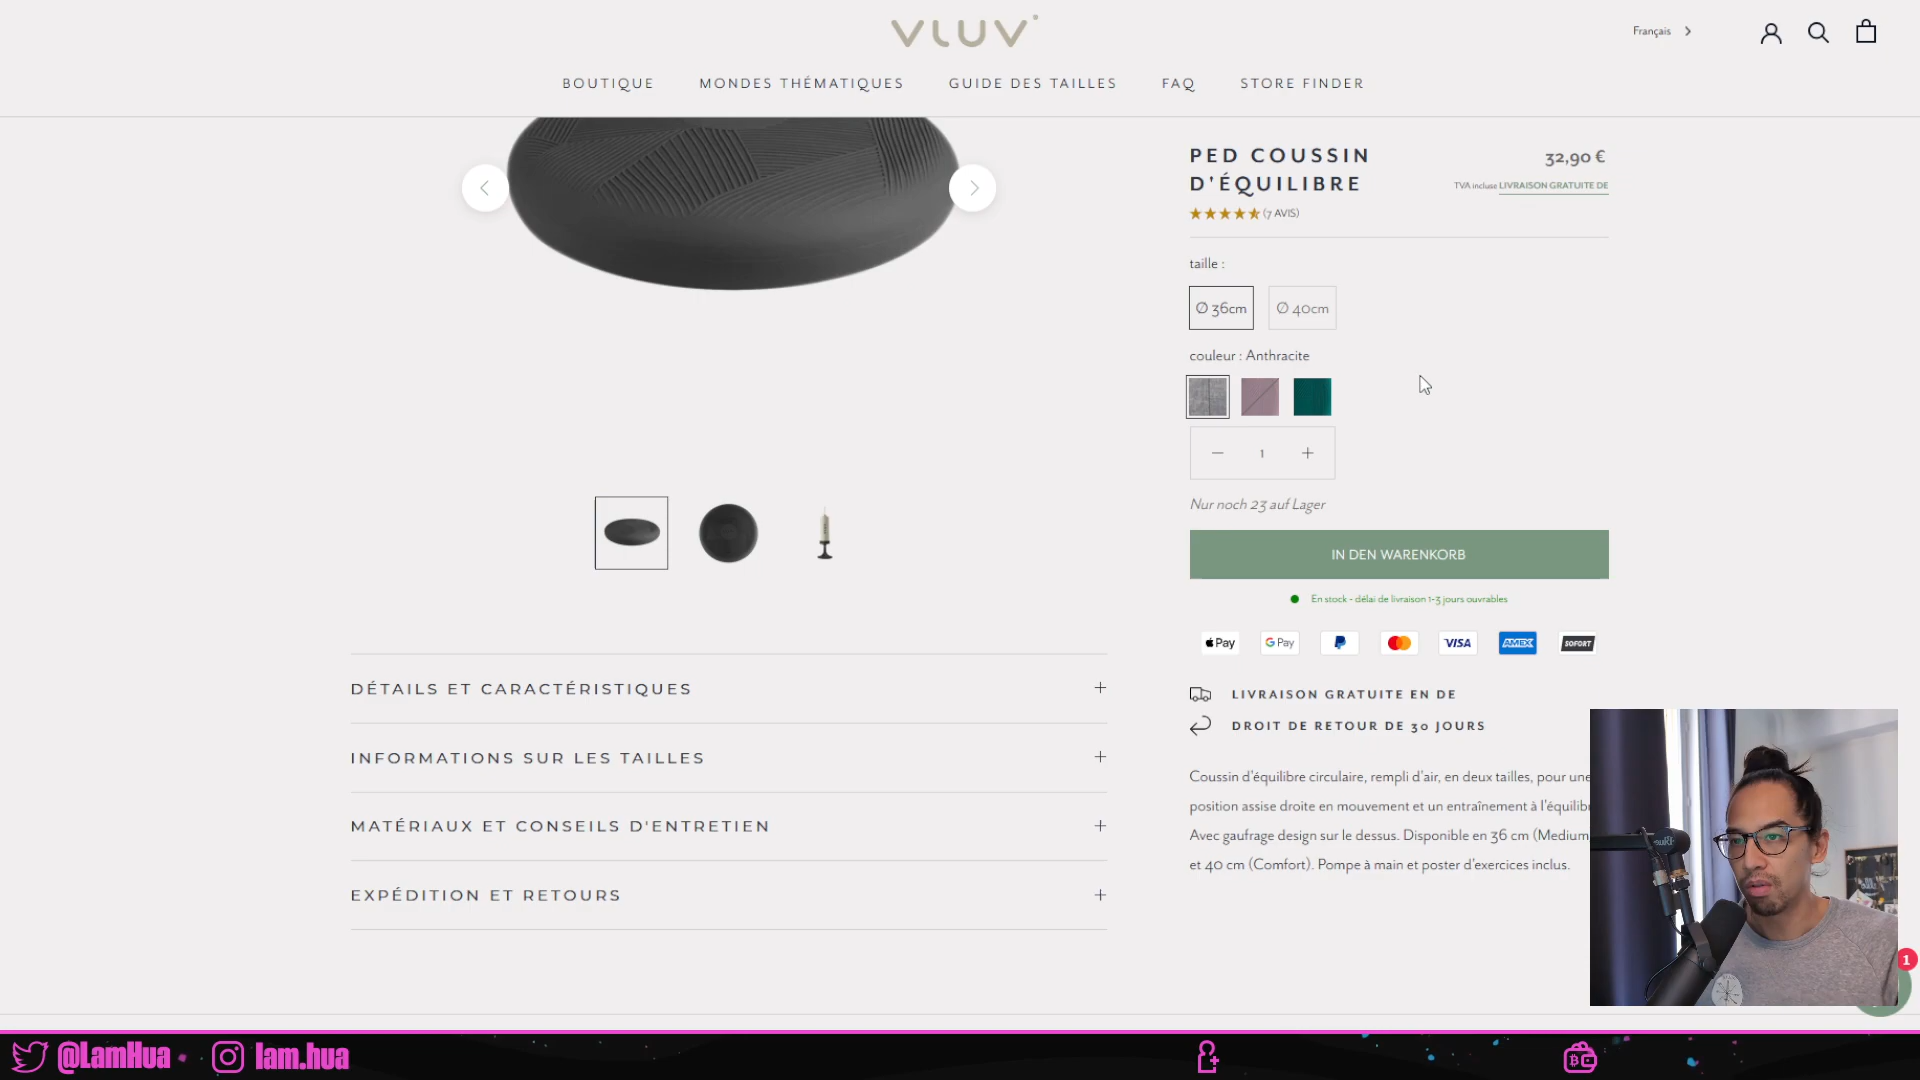 VLUV
Français
BOUTIQUE
MONDES THÉMATIQUES
GUIDE DES TAILLES
FAQ
STORE FINDER
PED COUSSIN
D'ÉQUILIBRE
32,90 €
TVA incluse LIVRAISON GRATUITE DE
(7 AVIS)
taille :
∅ 36cm
∅ 40cm
couleur : Anthracite
1
Nur noch 23 auf Lager
IN DEN WARENKORB
En stock - délai de livraison 1-3 jours ouvrables
Pay
G Pay
VISA
AMEX
SOFORT
LIVRAISON GRATUITE EN DE
DROIT DE RETOUR DE 30 JOURS
Coussin d'équilibre circulaire, rempli d'air, en deux tailles, pour une
position assise droite en mouvement et un entraînement à l'équilib
Avec gaufrage design sur le dessus. Disponible en 36 cm (Medium
et 40 cm (Comfort). Pompe à main et poster d'exercices inclus.
DÉTAILS ET CARACTÉRISTIQUES
INFORMATIONS SUR LES TAILLES
MATÉRIAUX ET CONSEILS D'ENTRETIEN
EXPÉDITION ET RETOURS
1
@LamHua
lam.hua